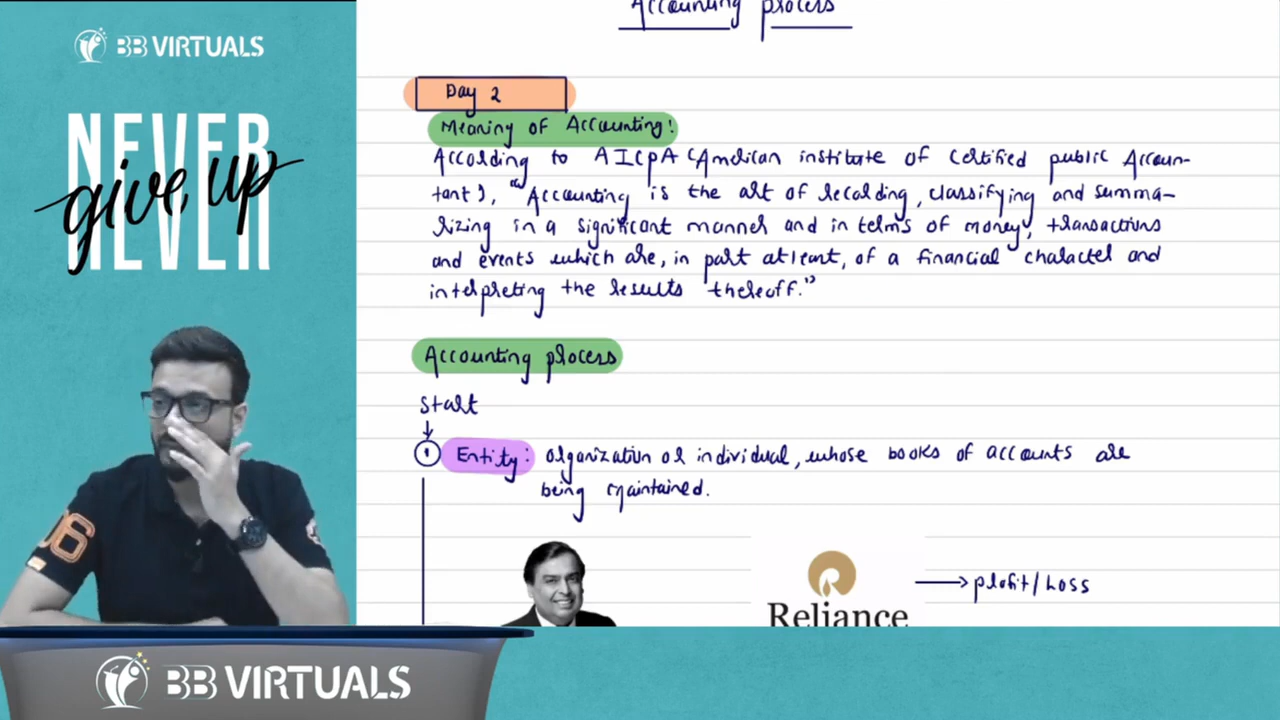 BB VIRTUALS
NEVER
give up
NEVER
06
Accounting process
Day 2
Meaning of Accounting:
According to AICPA (American institute of certified public Accoun-
tant), "Accounting is the art of recording, classifying and summa-
rizing in a significant manner and in terms of money, transactions
and events which are, in part at least, of a financial character and
interpreting the results thereoff."
Accounting process
Start
1 Entity: organization or individual, whose books of accounts are
being maintained.
Reliance → profit/Loss
BB VIRTUALS